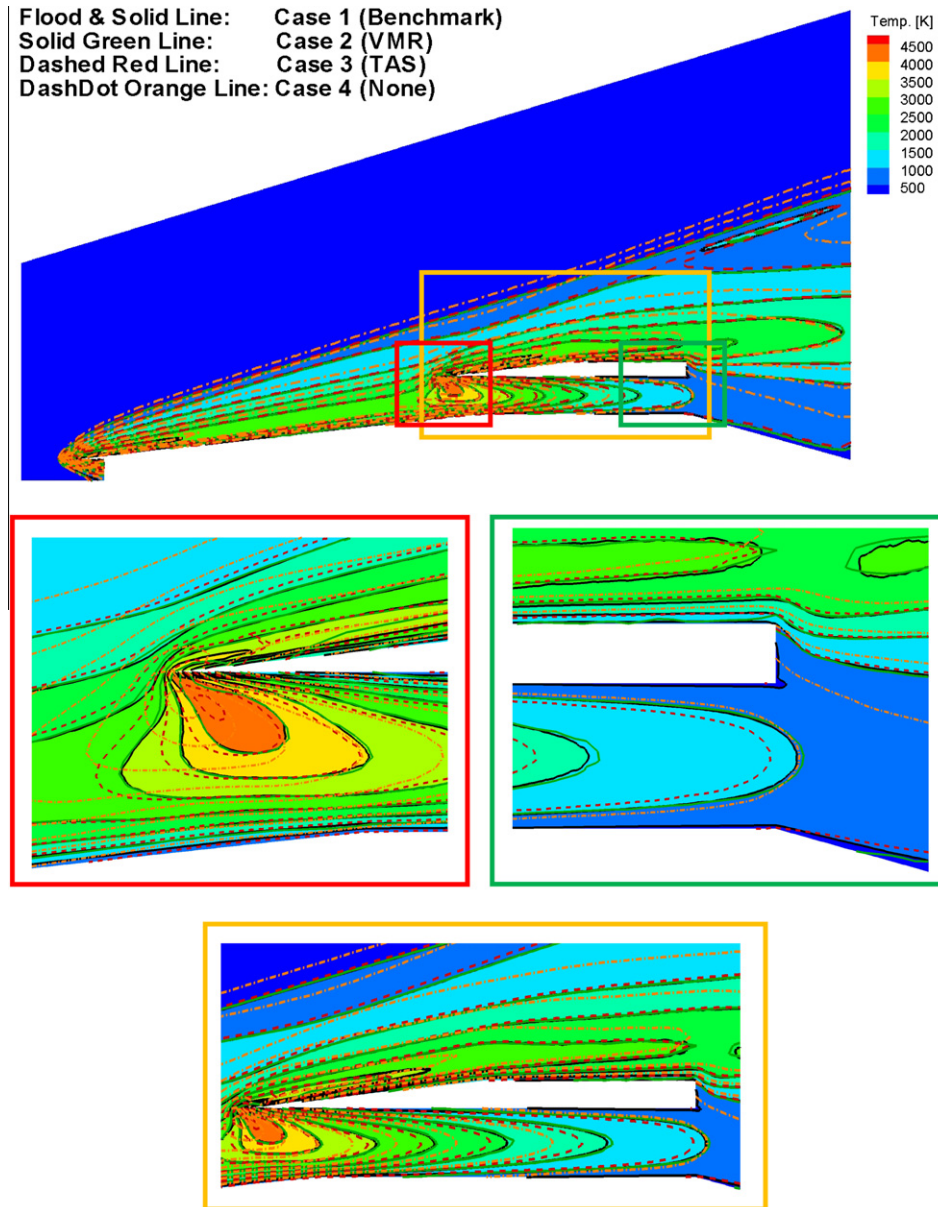 Flood & Solid Line: Case 1 (Benchmark)
Solid Green Line: Case 2 (VMR)
Dashed Red Line: Case 3 (TAS)
DashDot Orange Line: Case 4 (None)
Temp. [K]
4500
4000
3500
3000
2500
2000
1500
1000
500